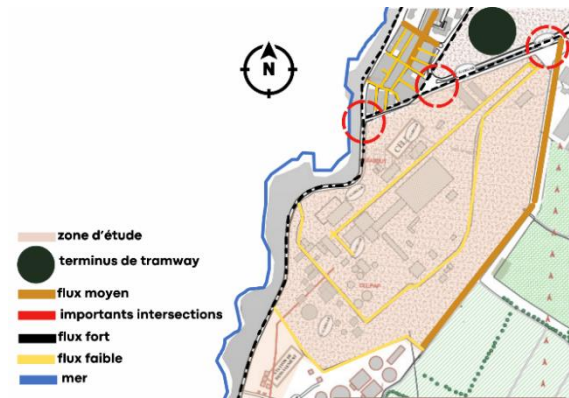 N
zone d'étude
terminus de tramway
flux moyen
importants intersections
flux fort
flux faible
mer